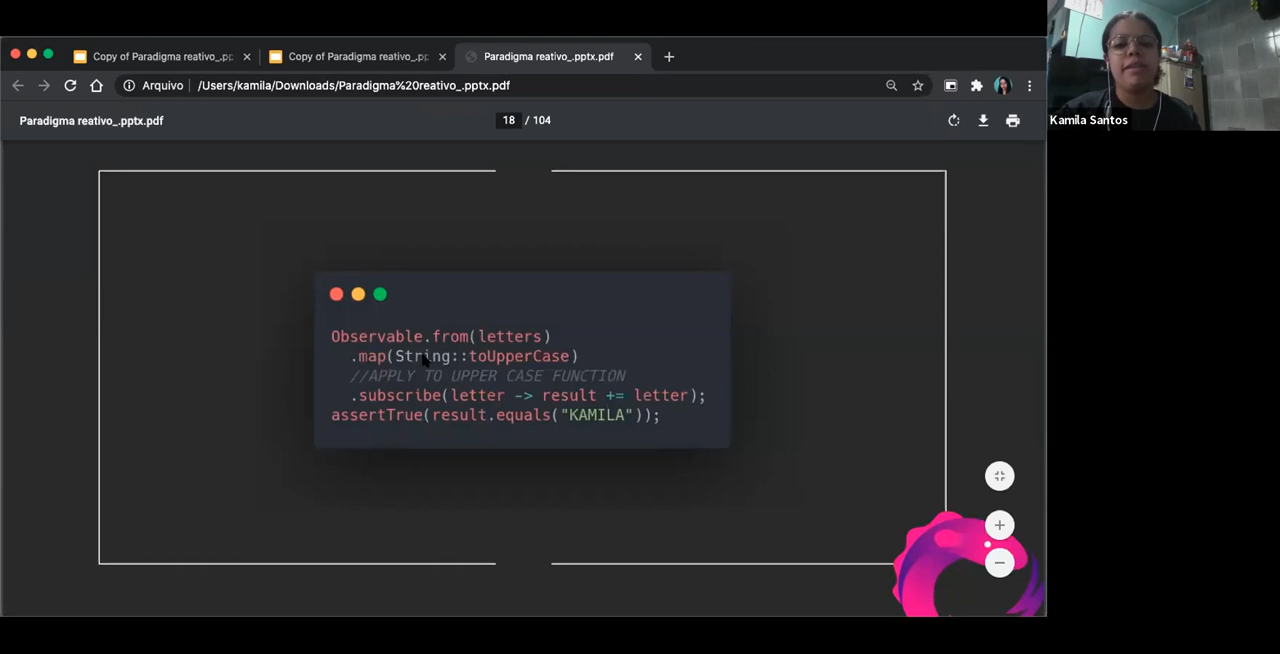 Copy of Paradigma reativo_.pp
Copy of Paradigma reativo_.pp
Paradigma reativo_.pptx.pdf
Arquivo
/Users/kamila/Downloads/Paradigma%20reativo_.pptx.pdf
Paradigma reativo_.pptx.pdf
18 / 104
Kamila Santos
Observable.from(letters)
.map(String::toUpperCase)
//APPLY TO UPPER CASE FUNCTION
.subscribe(letter -> result += letter);
assertTrue(result.equals("KAMILA"));